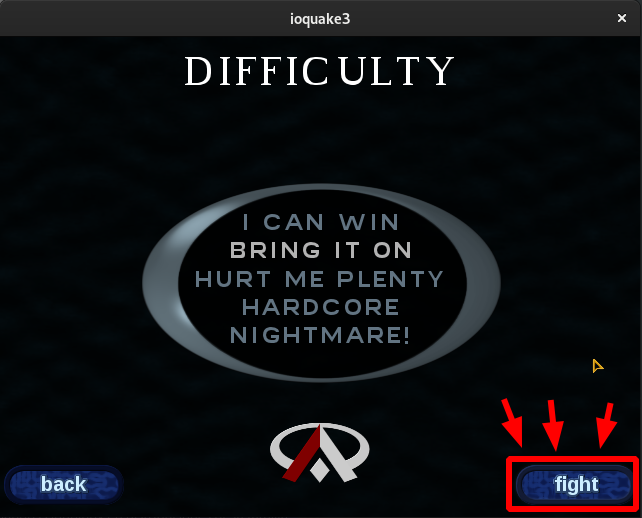 ioquake3
DIFFICULTY
I CAN WIN
BRING IT ON
HURT ME PLENTY
HARDCORE
NIGHTMARE!
back
fight